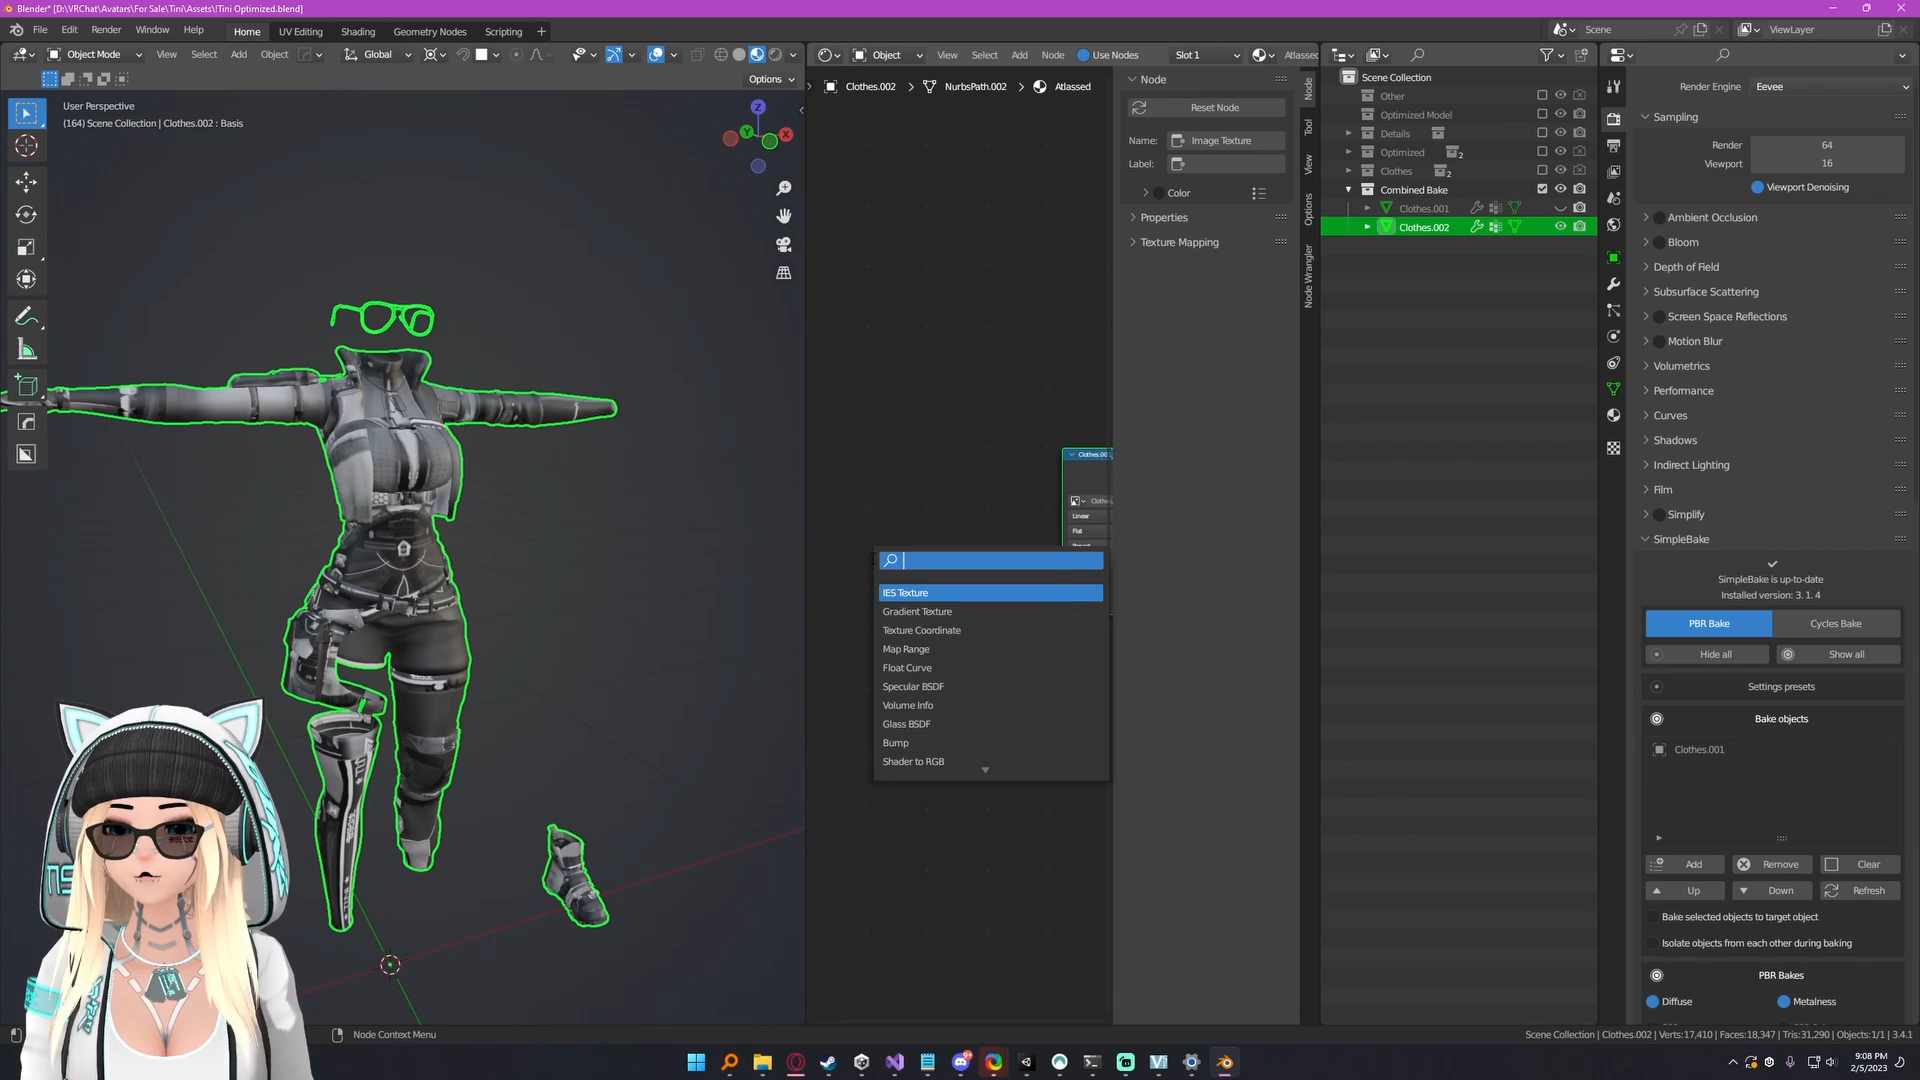 Blender* [D:\VRChat\Avatars\For Sale\Tini\Assets\!Tini Optimized.blend]
File Edit Render Window Help
Home UV Editing Shading Geometry Nodes Scripting +
Scene
ViewLayer
Object Mode View Select Add Object
Global
Options
User Perspective
(164) Scene Collection | Clothes.002 : Basis
Z
Y
X
Object View Select Add Node Use Nodes Slot 1 Atlassed
Clothes.002 > NurbsPath.002 > Atlassed
Node
Reset Node
Name: Image Texture
Label:
Color
Properties
Texture Mapping
Node
Tool
View
Options
Node Wrangler
Linear
Flat
IES Texture
Gradient Texture
Texture Coordinate
Map Range
Float Curve
Specular BSDF
Volume Info
Glass BSDF
Bump
Shader to RGB
Scene Collection
Other
Optimized Model
Details
Optimized 2
Clothes 2
Combined Bake
Clothes.001
Clothes.002
Render Engine Eevee
Sampling
Render 64
Viewport 16
Viewport Denoising
Ambient Occlusion
Bloom
Depth of Field
Subsurface Scattering
Screen Space Reflections
Motion Blur
Volumetrics
Performance
Curves
Shadows
Indirect Lighting
Film
Simplify
SimpleBake
SimpleBake is up-to-date
Installed version: 3. 1. 4
PBR Bake Cycles Bake
Hide all Show all
Settings presets
Bake objects
Clothes.001
Add Remove Clear
Up Down Refresh
Bake selected objects to target object
Isolate objects from each other during baking
PBR Bakes
Diffuse Metalness
Node Context Menu
Scene Collection | Clothes.002 | Verts:17,410 | Faces:18,347 | Tris:31,290 | Objects:1/1 | 3.4.1
9:08 PM
2/5/2023